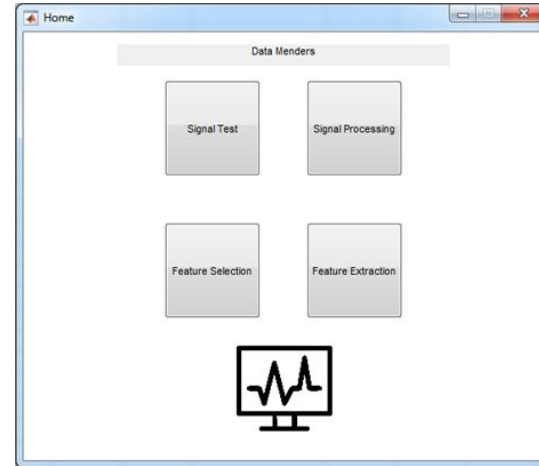 Home
Data Menders
Signal Test
Signal Processing
Feature Selection
Feature Extraction